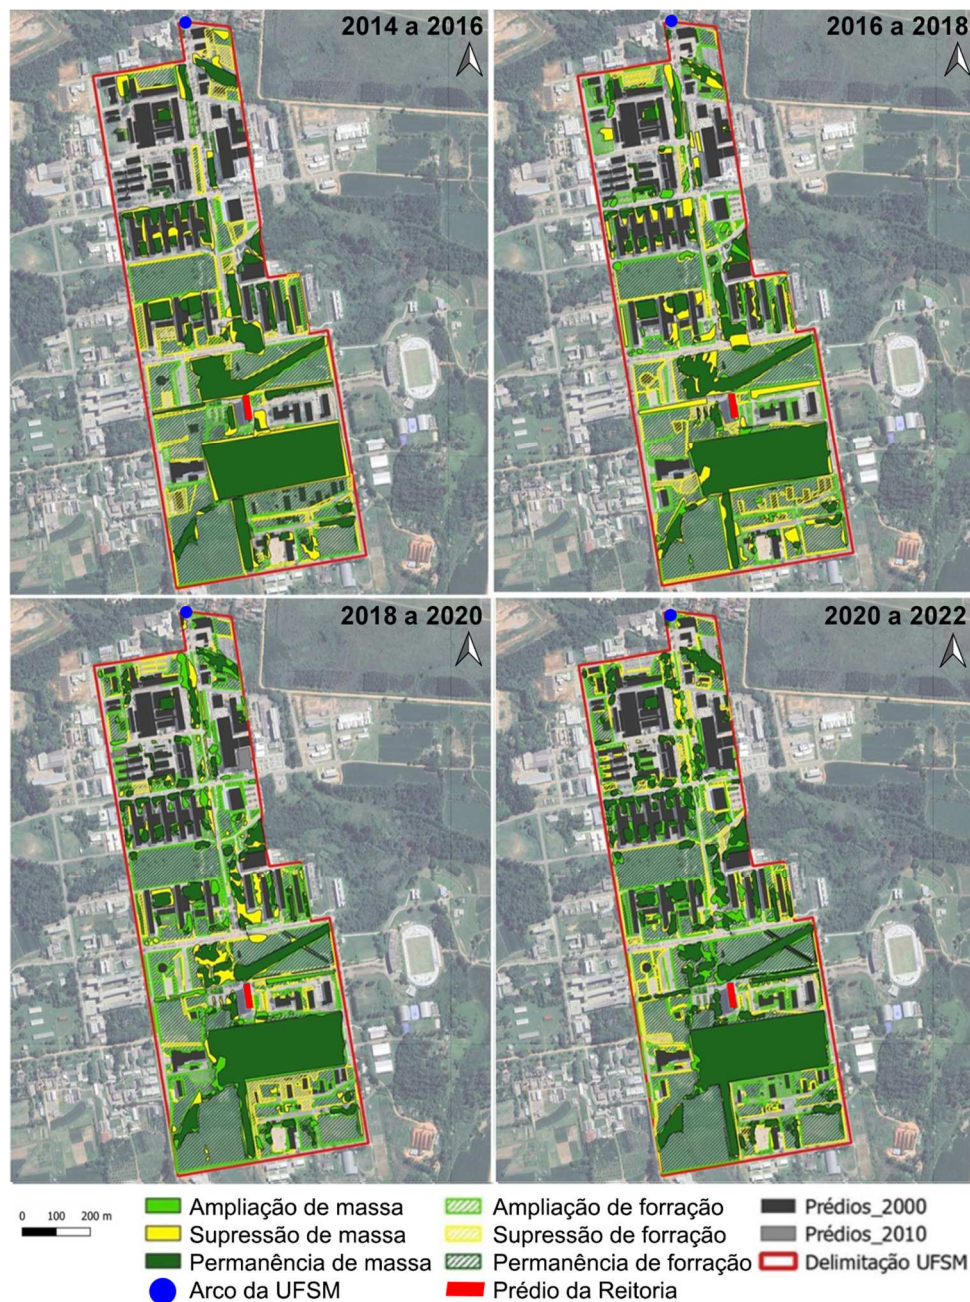 2014 a 2016
2016 a 2018
2018 a 2020
2020 a 2022
0 100 200 m
Ampliação de massa
Supressão de massa
Permanência de massa
Arco da UFSM
Ampliação de forração
Supressão de forração
Permanência de forração
Prédio da Reitoria
Prédios_2000
Prédios_2010
Delimitação UFSM